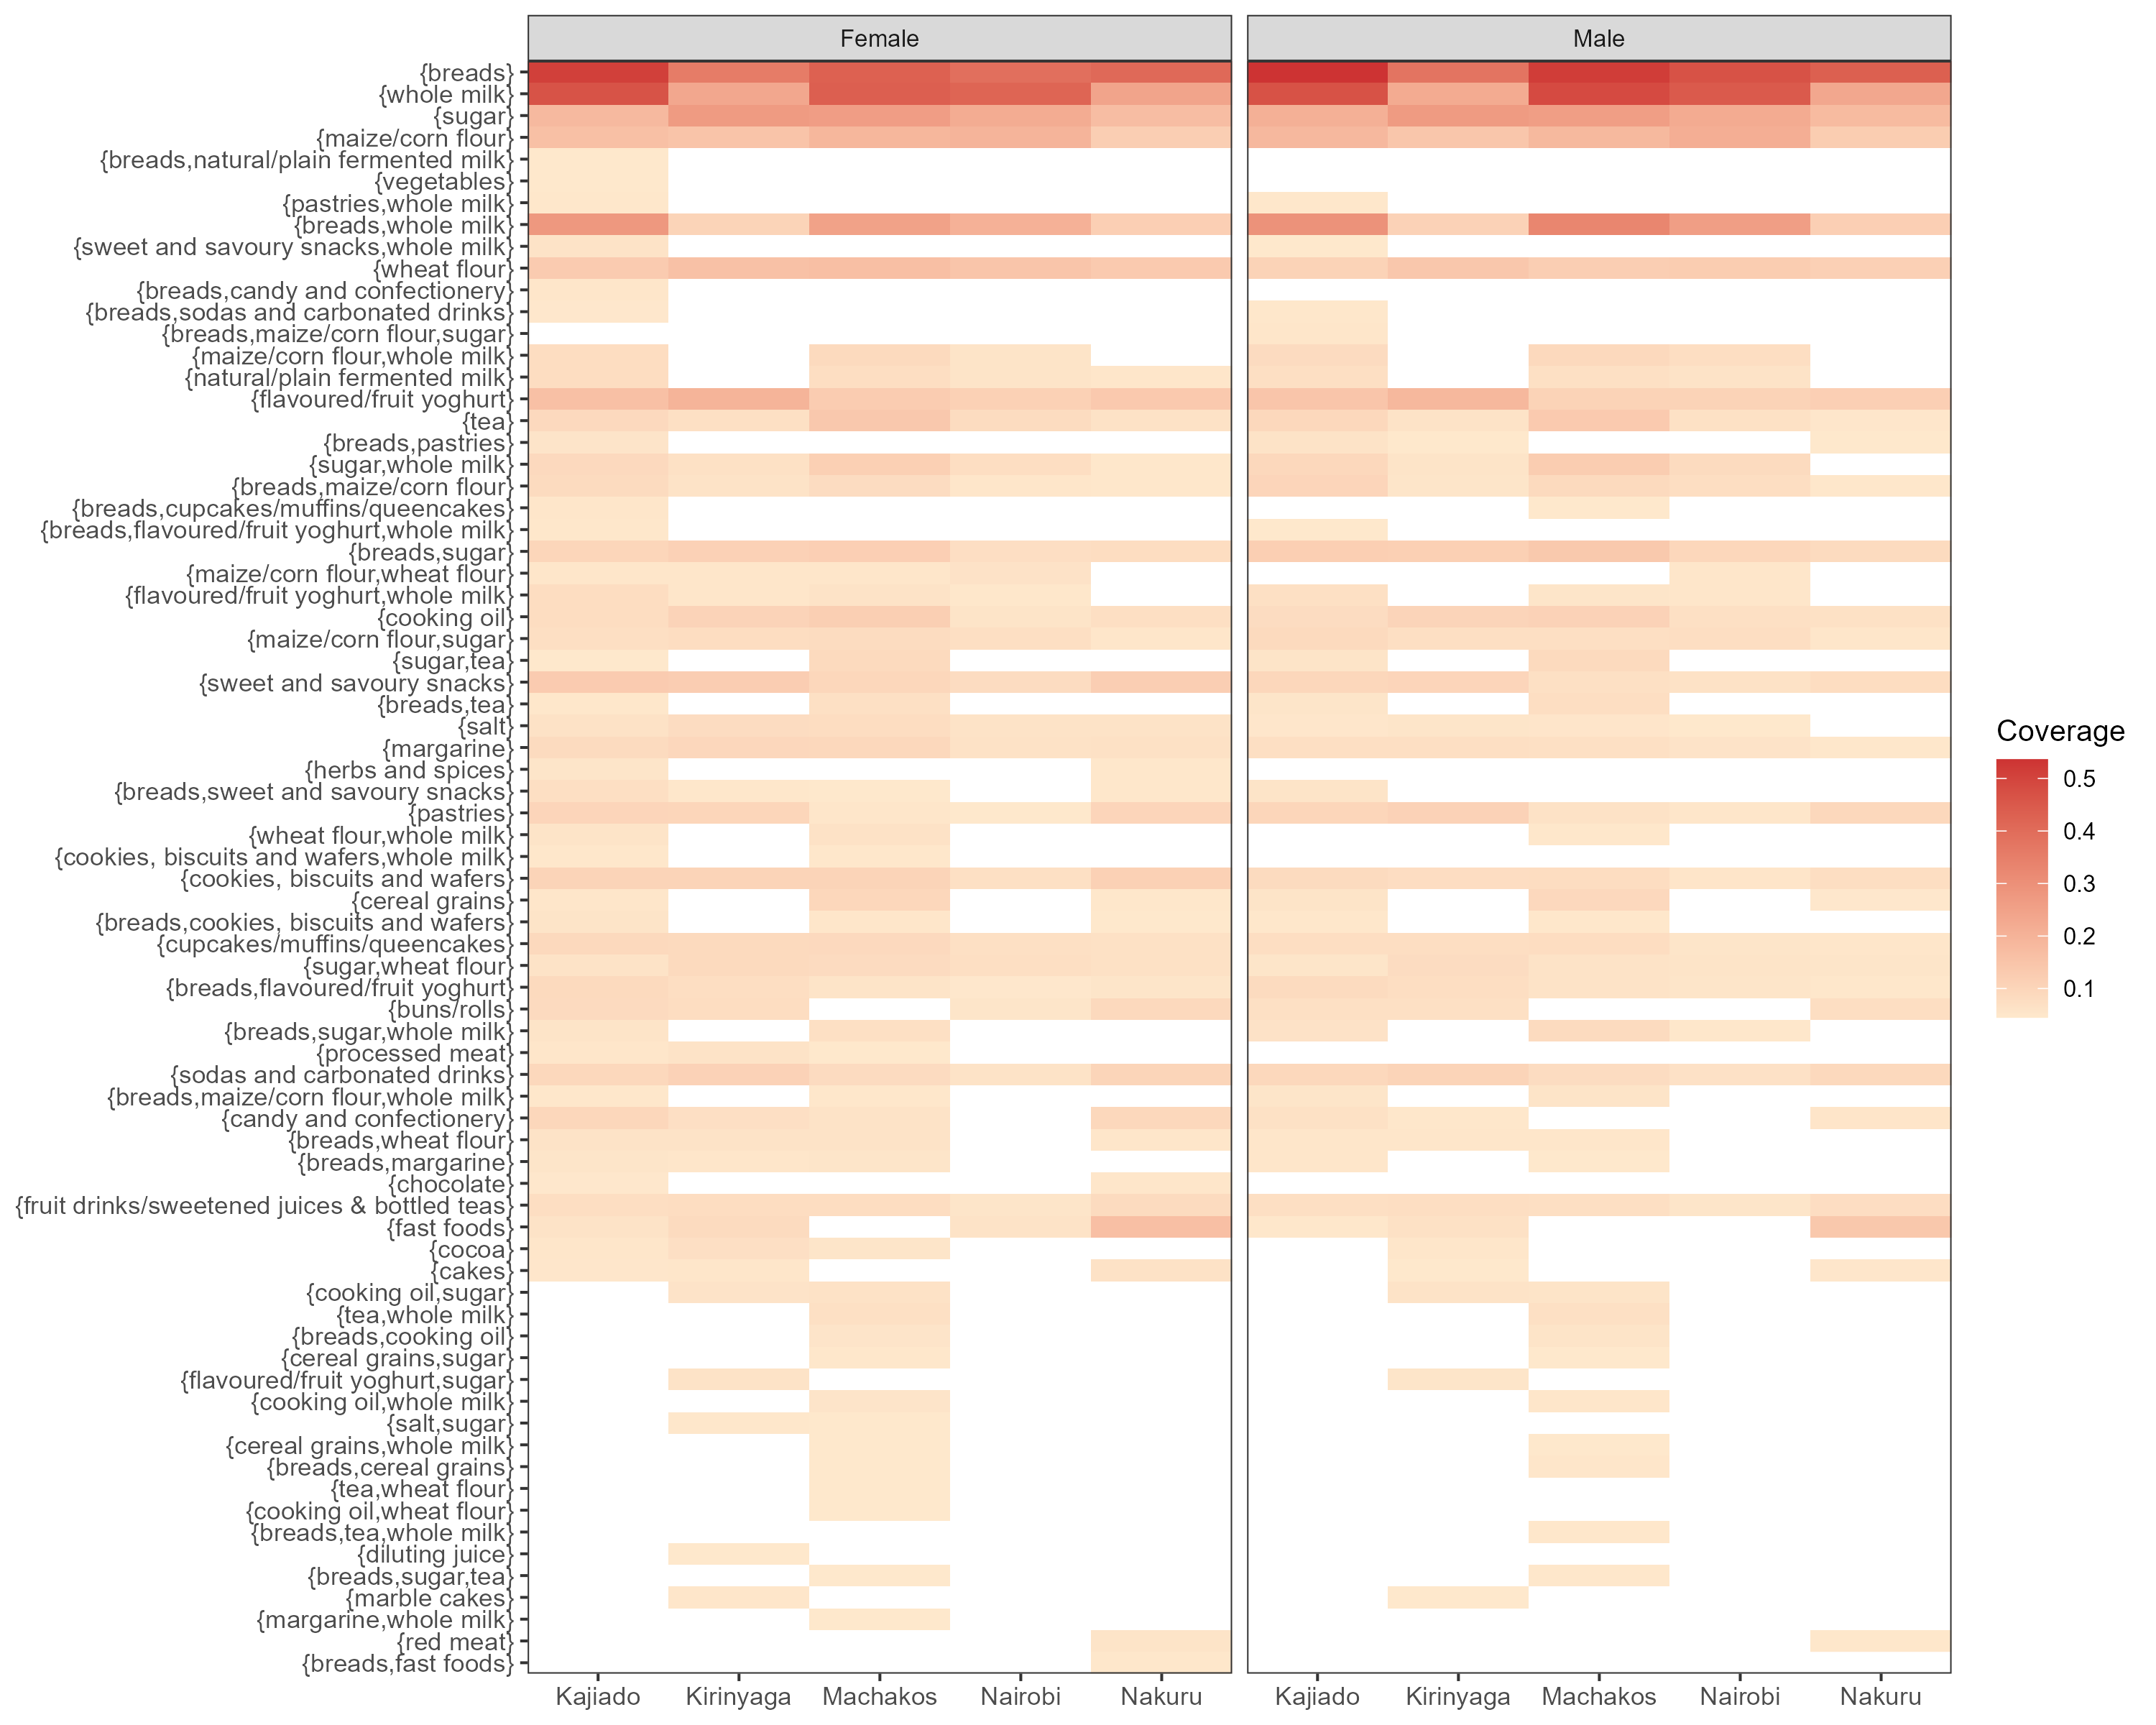 Female
Male
{breads}
{whole milk}
{sugar}
{maize/corn flour}
{breads,natural/plain fermented milk}
{vegetables}
{pastries,whole milk}
{breads,whole milk}
{sweet and savoury snacks,whole milk}
{wheat flour}
{breads,candy and confectionery}
{breads,sodas and carbonated drinks}
{breads,maize/corn flour,sugar}
{maize/corn flour,whole milk}
{natural/plain fermented milk}
{flavoured/fruit yoghurt}
{tea}
{breads,pastries}
{sugar,whole milk}
{breads,maize/corn flour}
{breads,cupcakes/muffins/queencakes}
{breads,flavoured/fruit yoghurt,whole milk}
{breads,sugar}
{maize/corn flour,wheat flour}
{flavoured/fruit yoghurt,whole milk}
{cooking oil}
{maize/corn flour,sugar}
{sugar,tea}
{sweet and savoury snacks}
{breads,tea}
{salt}
{margarine}
{herbs and spices}
{breads,sweet and savoury snacks}
{pastries}
{wheat flour,whole milk}
{cookies, biscuits and wafers,whole milk}
{cookies, biscuits and wafers}
{cereal grains}
{breads,cookies, biscuits and wafers}
{cupcakes/muffins/queencakes}
{sugar,wheat flour}
{breads,flavoured/fruit yoghurt}
{buns/rolls}
{breads,sugar,whole milk}
{processed meat}
{sodas and carbonated drinks}
{breads,maize/corn flour,whole milk}
{candy and confectionery}
{breads,wheat flour}
{breads,margarine}
{chocolate}
{fruit drinks/sweetened juices & bottled teas}
{fast foods}
{cocoa}
{cakes}
{cooking oil,sugar}
{tea,whole milk}
{breads,cooking oil}
{cereal grains,sugar}
{flavoured/fruit yoghurt,sugar}
{cooking oil,whole milk}
{salt,sugar}
{cereal grains,whole milk}
{breads,cereal grains}
{tea,wheat flour}
{cooking oil,wheat flour}
{breads,tea,whole milk}
{diluting juice}
{breads,sugar,tea}
{marble cakes}
{margarine,whole milk}
{red meat}
{breads,fast foods}
Kajiado Kirinyaga Machakos Nairobi Nakuru
Kajiado Kirinyaga Machakos Nairobi Nakuru
Coverage
0.5
0.4
0.3
0.2
0.1